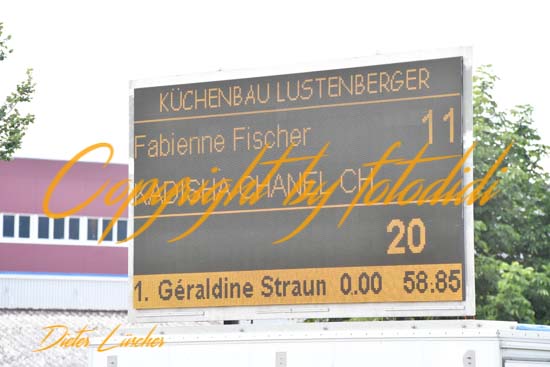 KÜCHENBAU LUSTENBERGER
Fabienne Fischer 11
NADISHA CHANEL CH
20
1. Géraldine Straun 0.00 58.85
Copyright by fotodidi
Dieter Lüscher